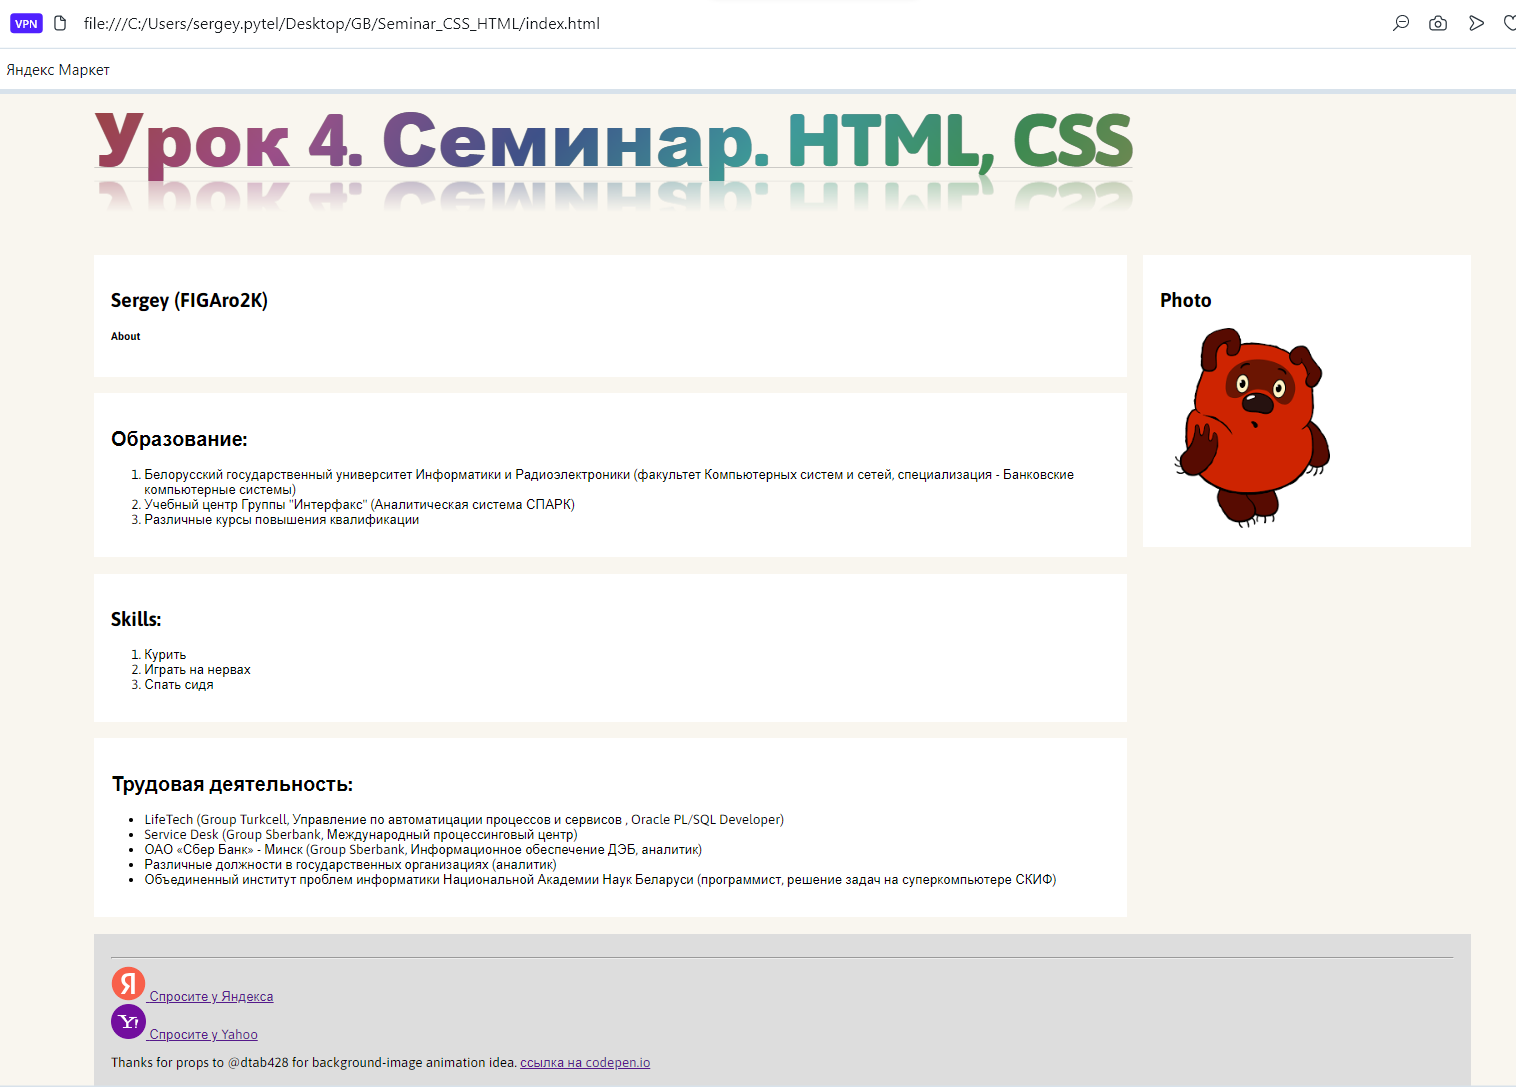 VPN file:///C:/Users/sergey.pytel/Desktop/GB/Seminar_CSS_HTML/index.html
Яндекс Маркет
Урок 4. Семинар. HTML, CSS
Sergey (FIGAro2K)
About
Photo
Образование:
1. Белорусский государственный университет Информатики и Радиоэлектроники (факультет Компьютерных систем и сетей, специализация - Банковские
компьютерные системы)
2. Учебный центр Группы "Интерфакс" (Аналитическая система СПАРК)
3. Различные курсы повышения квалификации
Skills:
1. Курить
2. Играть на нервах
3. Спать сидя
Трудовая деятельность:
• LifeTech (Group Turkcell, Управление по автоматицации процессов и сервисов , Oracle PL/SQL Developer)
• Service Desk (Group Sberbank, Международный процессинговый центр)
• ОАО «Сбер Банк» - Минск (Group Sberbank, Информационное обеспечение ДЭБ, аналитик)
• Различные должности в государственных организациях (аналитик)
• Объединенный институт проблем информатики Национальной Академии Наук Беларуси (программист, решение задач на суперкомпьютере СКИФ)
Я Спросите у Яндекса
Y! Спросите у Yahoo
Thanks for props to @dtab428 for background-image animation idea. ссылка на codepen.io